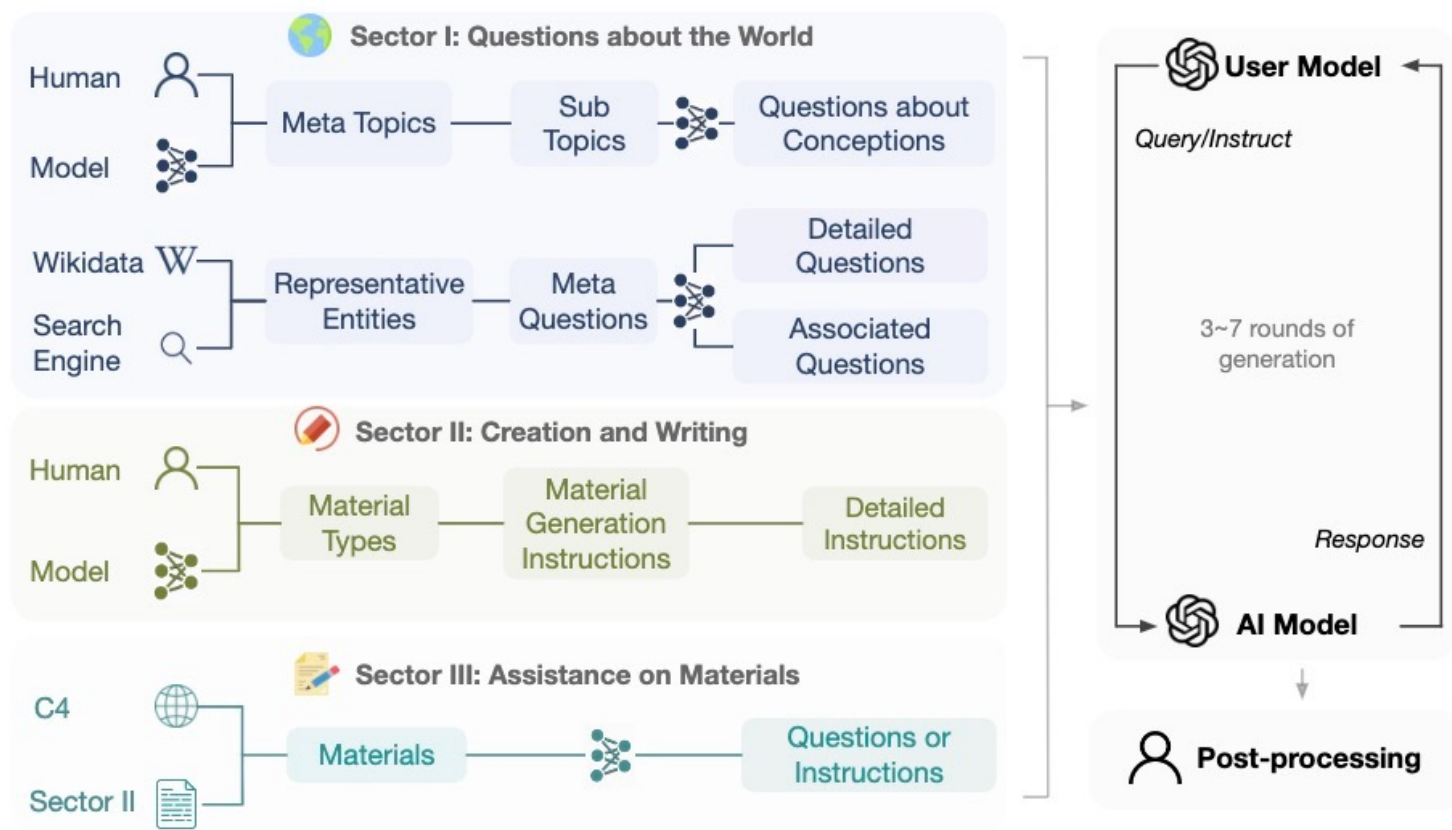 Sector I: Questions about the World
Human
Model
Meta Topics
Sub
Topics
Questions about
Conceptions
Wikidata
W
Search
Engine
Representative
Entities
Meta
Questions
Detailed
Questions
Associated
Questions
Sector II: Creation and Writing
Human
Model
Material
Types
Material
Generation
Instructions
Detailed
Instructions
Sector III: Assistance on Materials
C4
Sector II
Materials
Questions or
Instructions
User Model
Query/Instruct
3~7 rounds of
generation
Response
AI Model
Post-processing